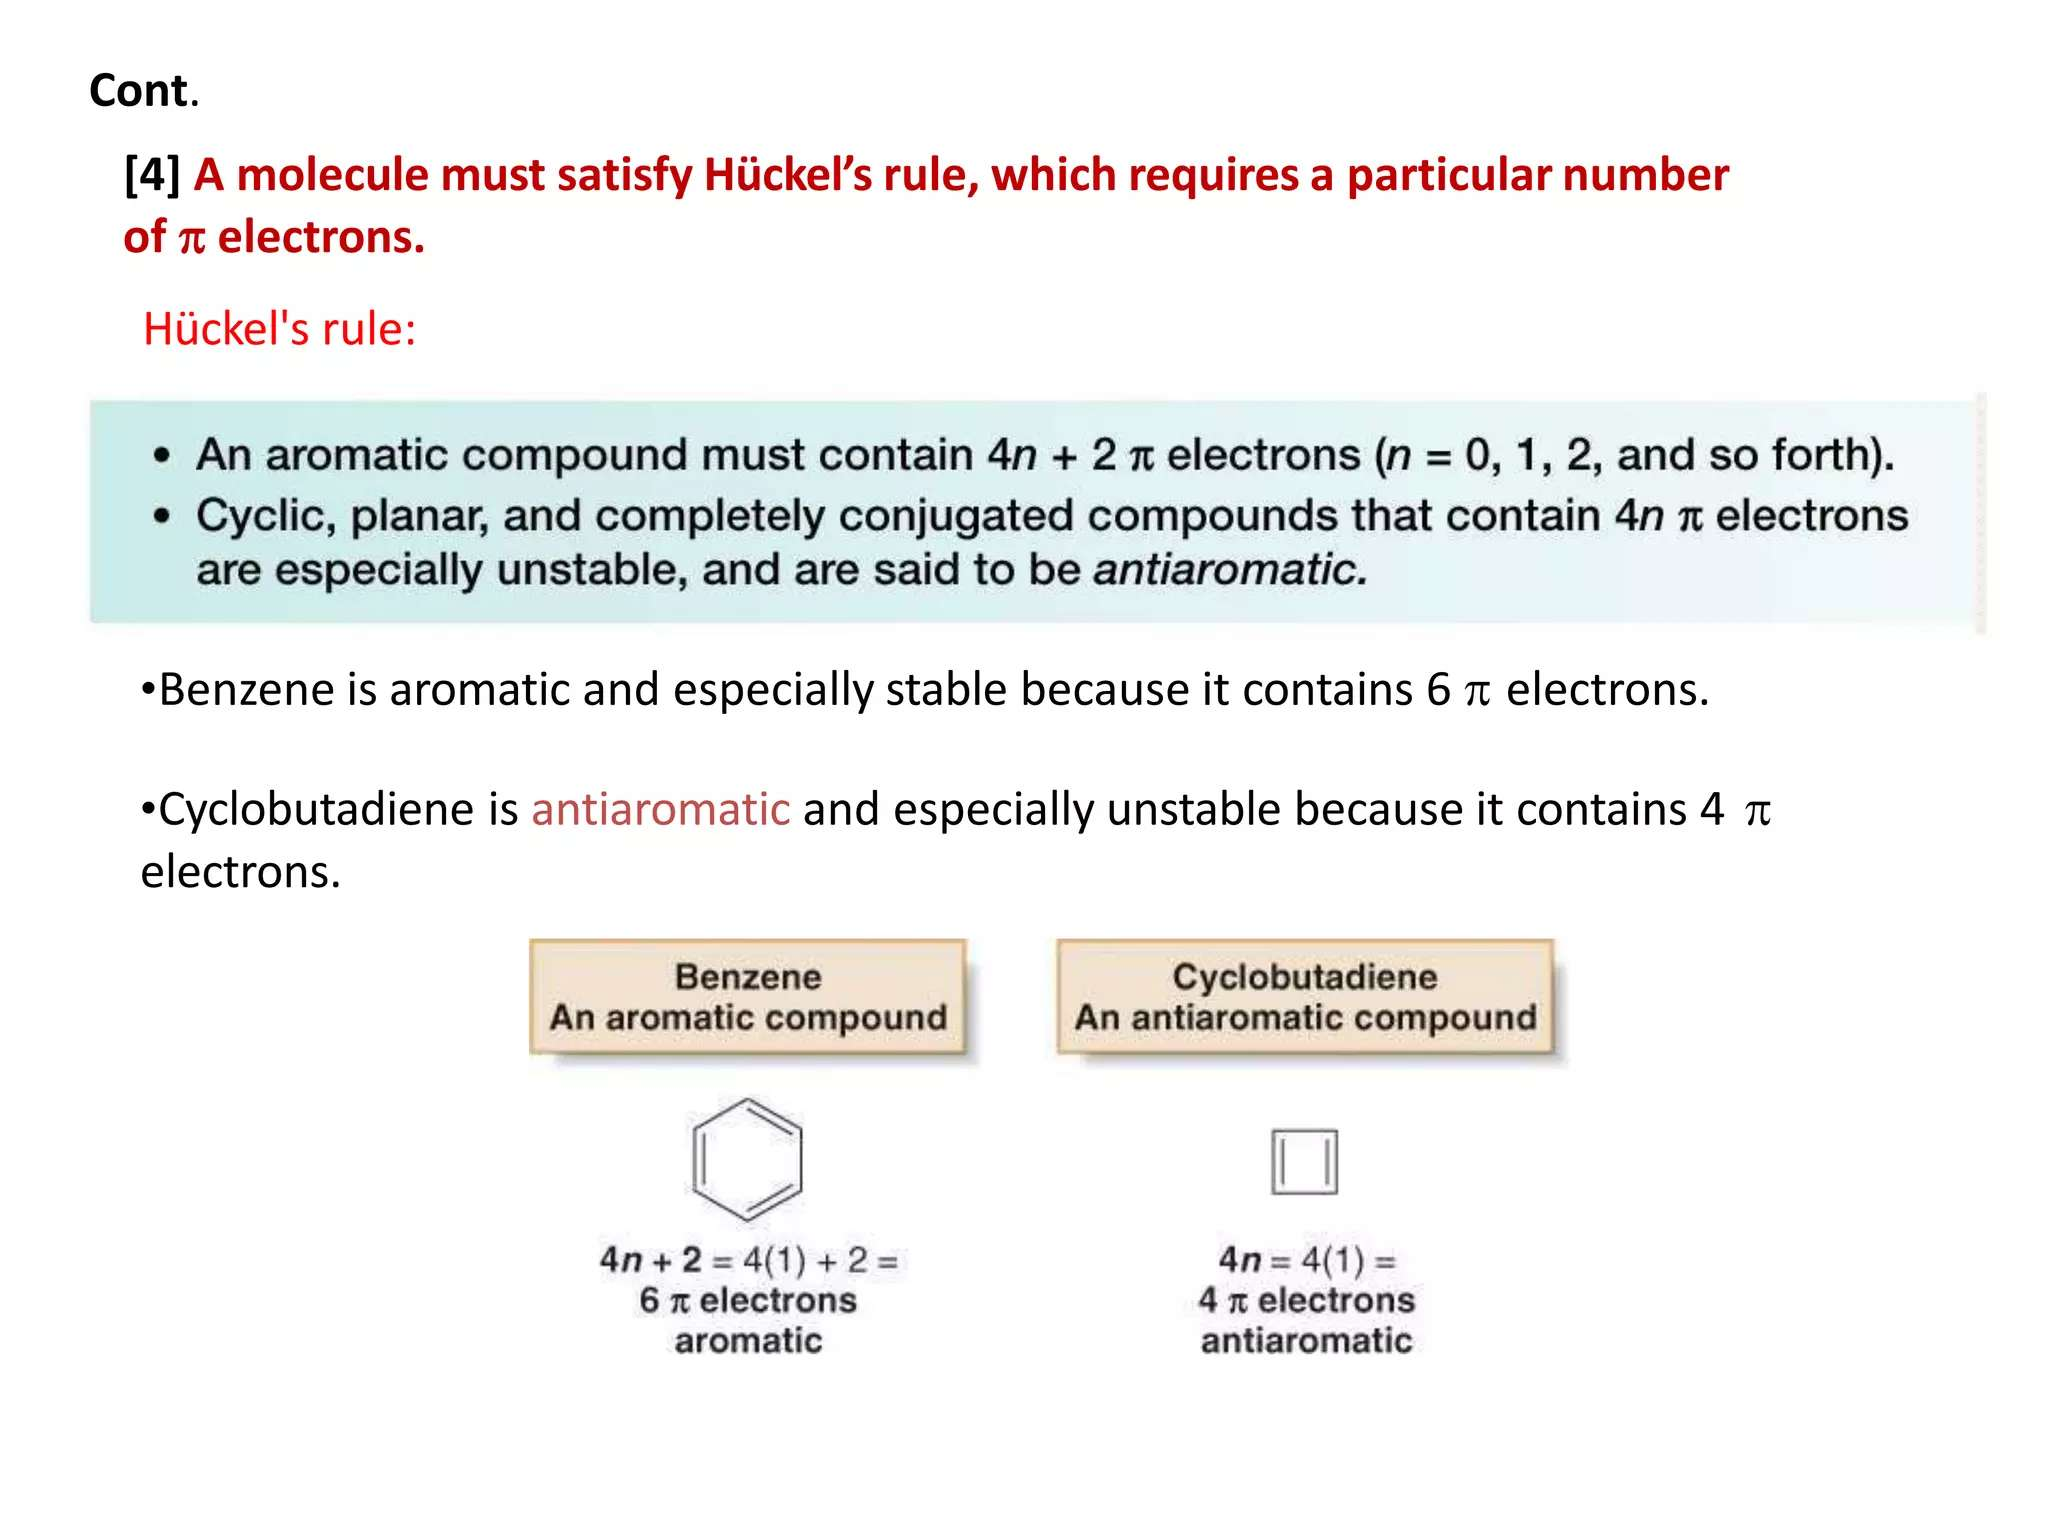 Cont.
[4] A molecule must satisfy Hückel’s rule, which requires a particular number
of π electrons.
Hückel's rule:
• An aromatic compound must contain 4n + 2 π electrons (n = 0, 1, 2, and so forth).
• Cyclic, planar, and completely conjugated compounds that contain 4n π electrons
are especially unstable, and are said to be antiaromatic.
•Benzene is aromatic and especially stable because it contains 6 π electrons.
•Cyclobutadiene is antiaromatic and especially unstable because it contains 4 π
electrons.
Benzene
An aromatic compound
4n + 2 = 4(1) + 2 =
6 π electrons
aromatic
Cyclobutadiene
An antiaromatic compound
4n = 4(1) =
4 π electrons
antiaromatic